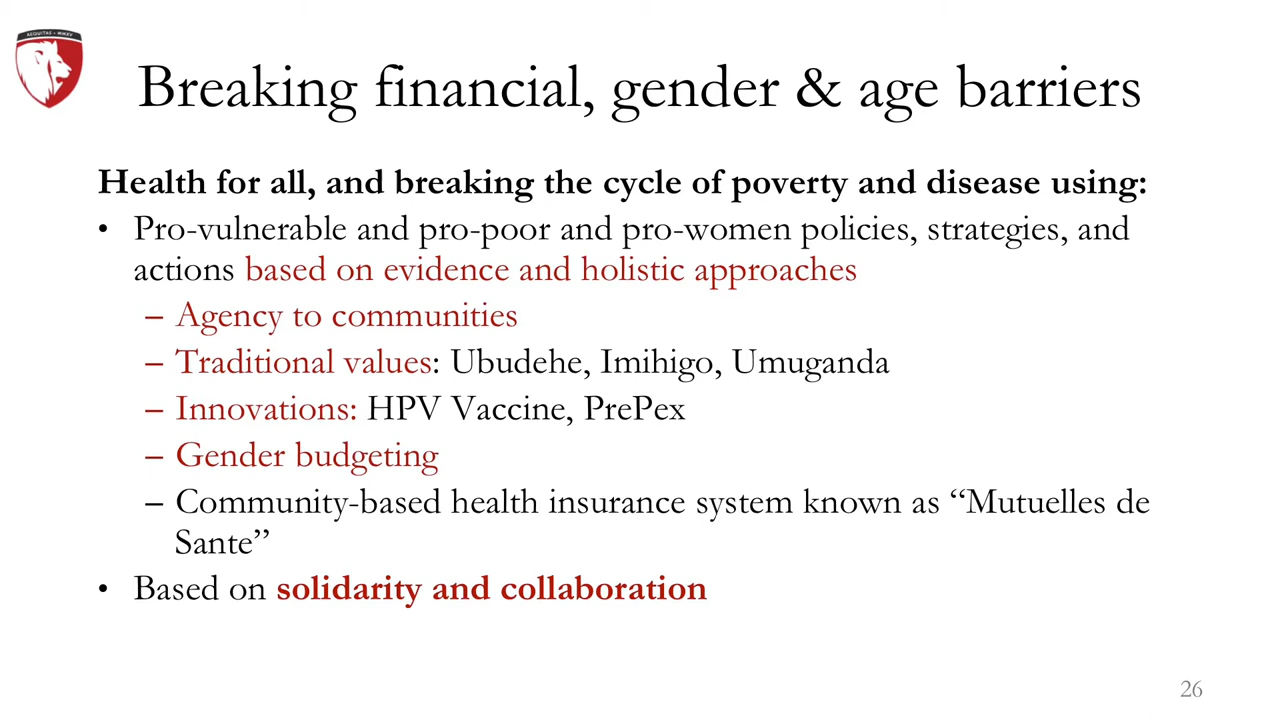 AEQUITAS • MMXV
Breaking financial, gender & age barriers
Health for all, and breaking the cycle of poverty and disease using:
• Pro-vulnerable and pro-poor and pro-women policies, strategies, and
actions based on evidence and holistic approaches
– Agency to communities
– Traditional values: Ubudehe, Imihigo, Umuganda
– Innovations: HPV Vaccine, PrePex
– Gender budgeting
– Community-based health insurance system known as “Mutuelles de
Sante”
• Based on solidarity and collaboration
26